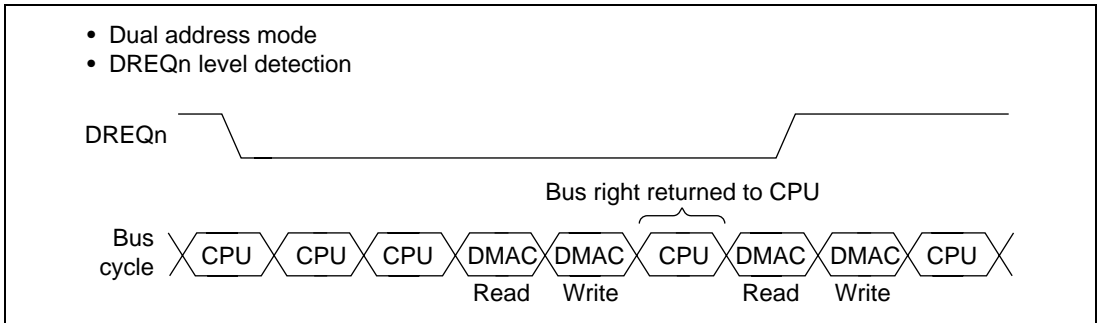 • Dual address mode
• DREQn level detection
DREQn
Bus right returned to CPU
Bus cycle
CPU CPU CPU DMAC DMAC CPU DMAC DMAC CPU
Read Write Read Write